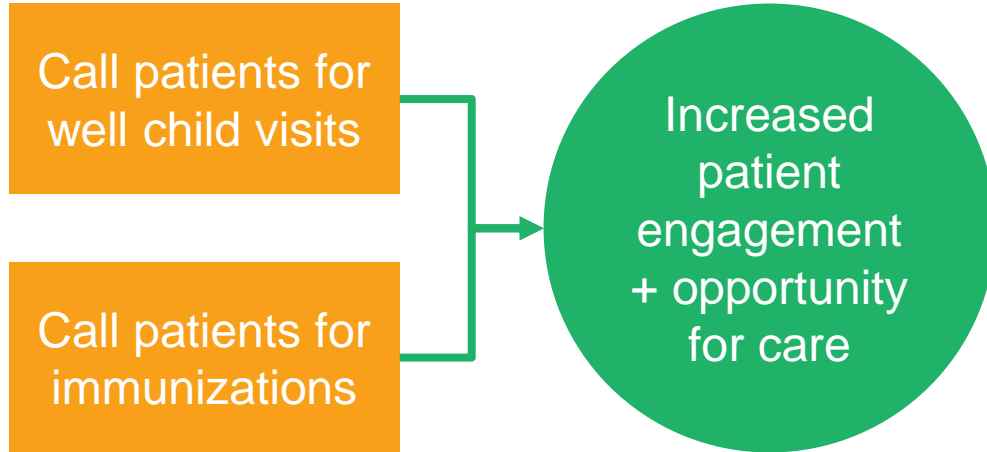 Call patients for
well child visits
Call patients for
immunizations
Increased
patient
engagement
+ opportunity
for care